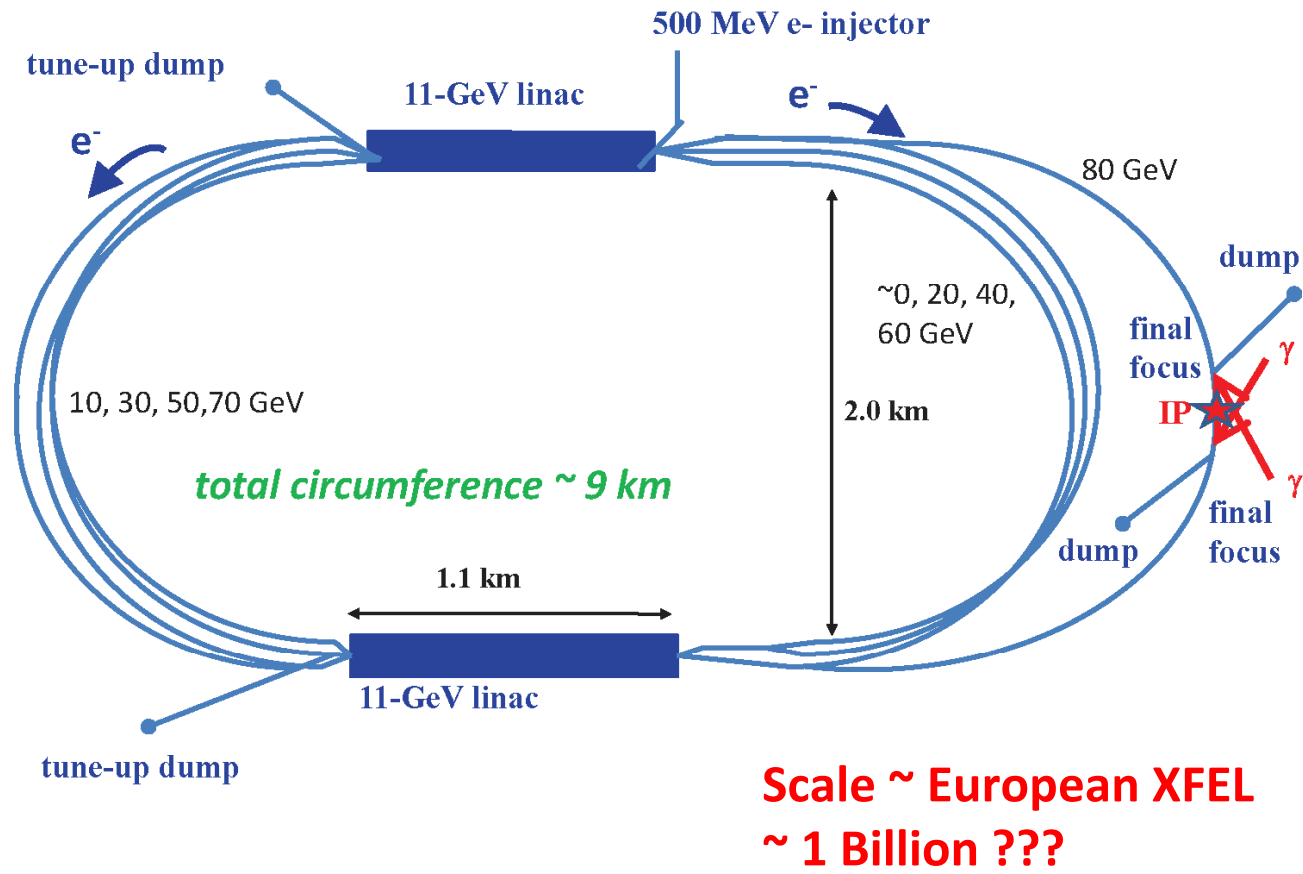 500 MeV e- injector
tune-up dump
11-GeV linac
e-
e-
80 GeV
dump
~0, 20, 40,
60 GeV
final
focus
γ
10, 30, 50,70 GeV
2.0 km
IP
total circumference ~ 9 km
γ
final
focus
dump
1.1 km
11-GeV linac
tune-up dump
Scale ~ European XFEL
~ 1 Billion ???